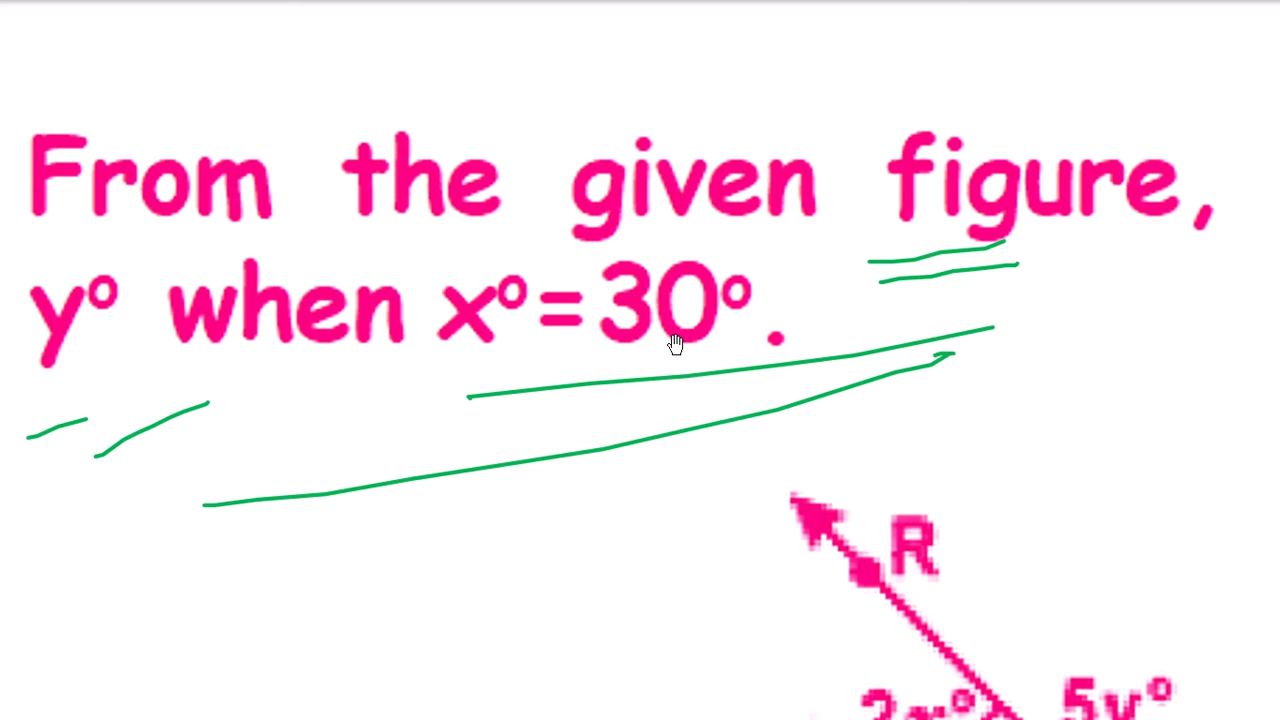 From the given figure,
y° when x°=30°.
R
5y°